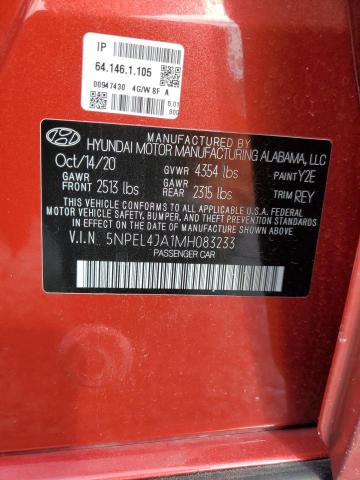 IP
64.146.1.105
00947430 4G/W SF A
MANUFACTURED BY
HYUNDAI MOTOR MANUFACTURING ALABAMA, LLC
Oct/14/20 GVWR 4354 lbs PAINT Y2E
GAWR FRONT 2513 lbs GAWR REAR 2315 lbs TRIM REY
THIS VEHICLE CONFORMS TO ALL APPLICABLE U.S.A. FEDERAL
MOTOR VEHICLE SAFETY, BUMPER, AND THEFT PREVENTION
STANDARDS IN EFFECT ON THE DATE OF MANUFACTURE SHOWN ABOVE.
V.I.N. 5NPEL4JA1MH083233
PASSENGER CAR